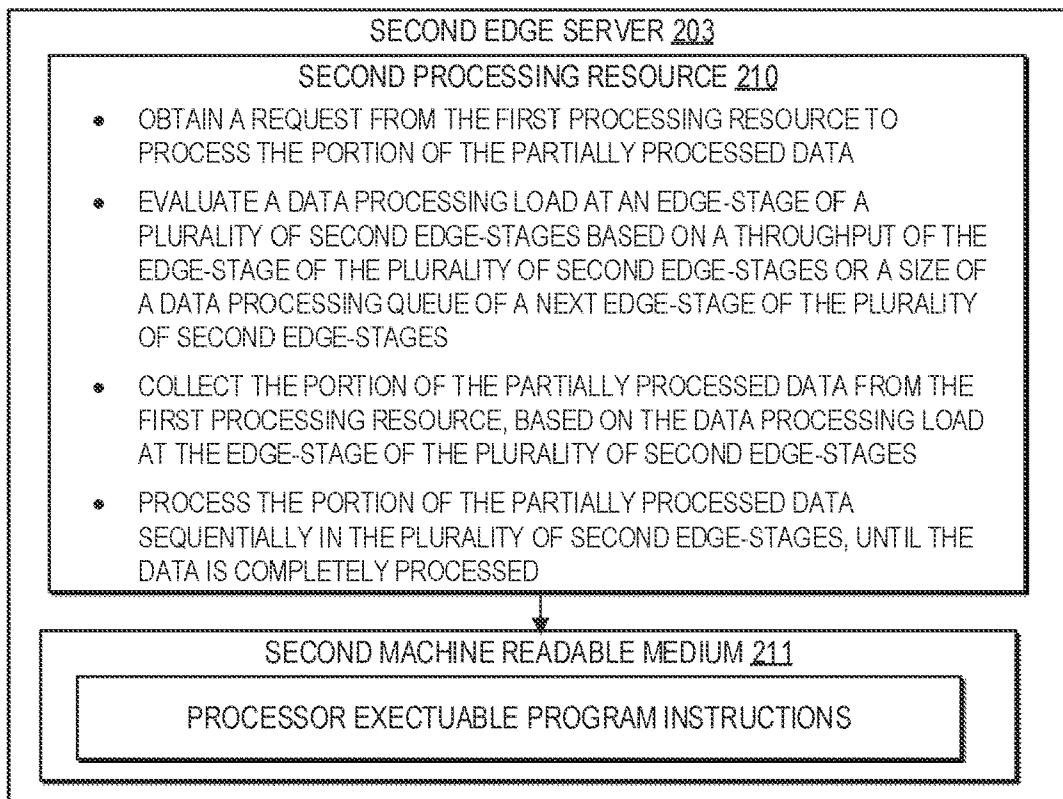 SECOND EDGE SERVER 203
SECOND PROCESSING RESOURCE 210
• OBTAIN A REQUEST FROM THE FIRST PROCESSING RESOURCE TO
PROCESS THE PORTION OF THE PARTIALLY PROCESSED DATA
• EVALUATE A DATA PROCESSING LOAD AT AN EDGE-STAGE OF A
PLURALITY OF SECOND EDGE-STAGES BASED ON A THROUGHPUT OF THE
EDGE-STAGE OF THE PLURALITY OF SECOND EDGE-STAGES OR A SIZE OF
A DATA PROCESSING QUEUE OF A NEXT EDGE-STAGE OF THE PLURALITY
OF SECOND EDGE-STAGES
• COLLECT THE PORTION OF THE PARTIALLY PROCESSED DATA FROM THE
FIRST PROCESSING RESOURCE, BASED ON THE DATA PROCESSING LOAD
AT THE EDGE-STAGE OF THE PLURALITY OF SECOND EDGE-STAGES
• PROCESS THE PORTION OF THE PARTIALLY PROCESSED DATA
SEQUENTIALLY IN THE PLURALITY OF SECOND EDGE-STAGES, UNTIL THE
DATA IS COMPLETELY PROCESSED
SECOND MACHINE READABLE MEDIUM 211
PROCESSOR EXECTUABLE PROGRAM INSTRUCTIONS